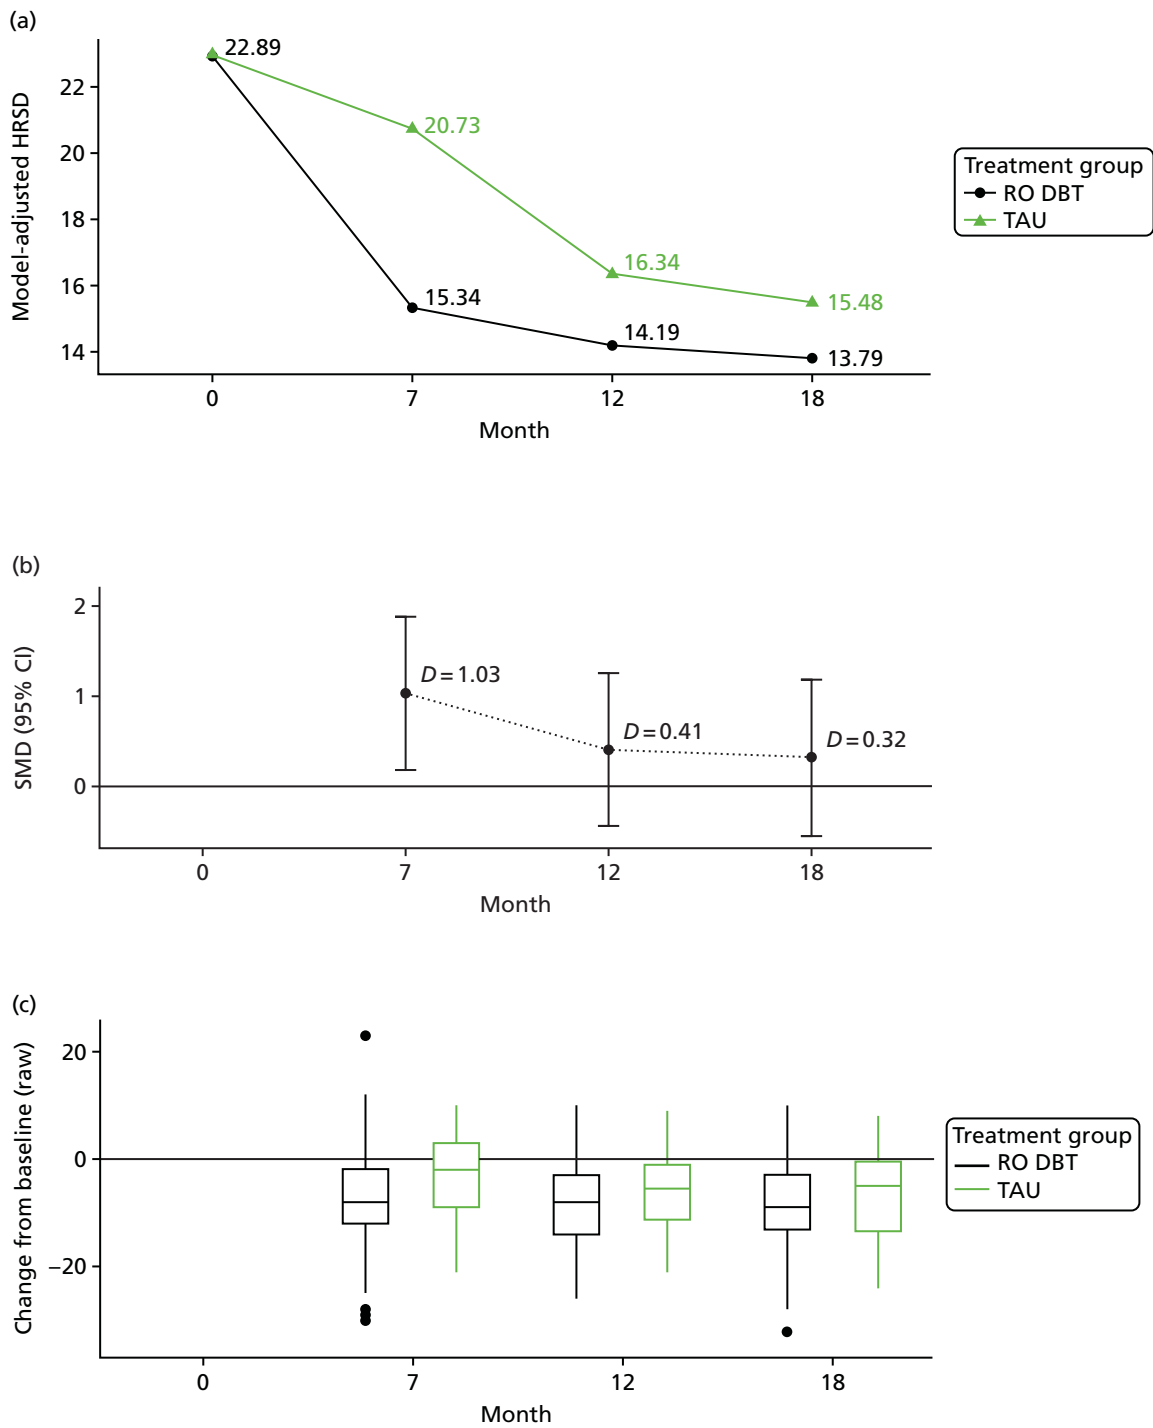 (a)
Model-adjusted HRSD
22
20
18
16
14
22.89
20.73
16.34
15.48
15.34
14.19
13.79
0 7 12 18
Month
Treatment group
RO DBT
TAU
(b)
SMD (95% CI)
2
1
0
D=1.03
D=0.41
D=0.32
0 7 12 18
Month
(c)
Change from baseline (raw)
20
0
−20
0 7 12 18
Month
Treatment group
RO DBT
TAU